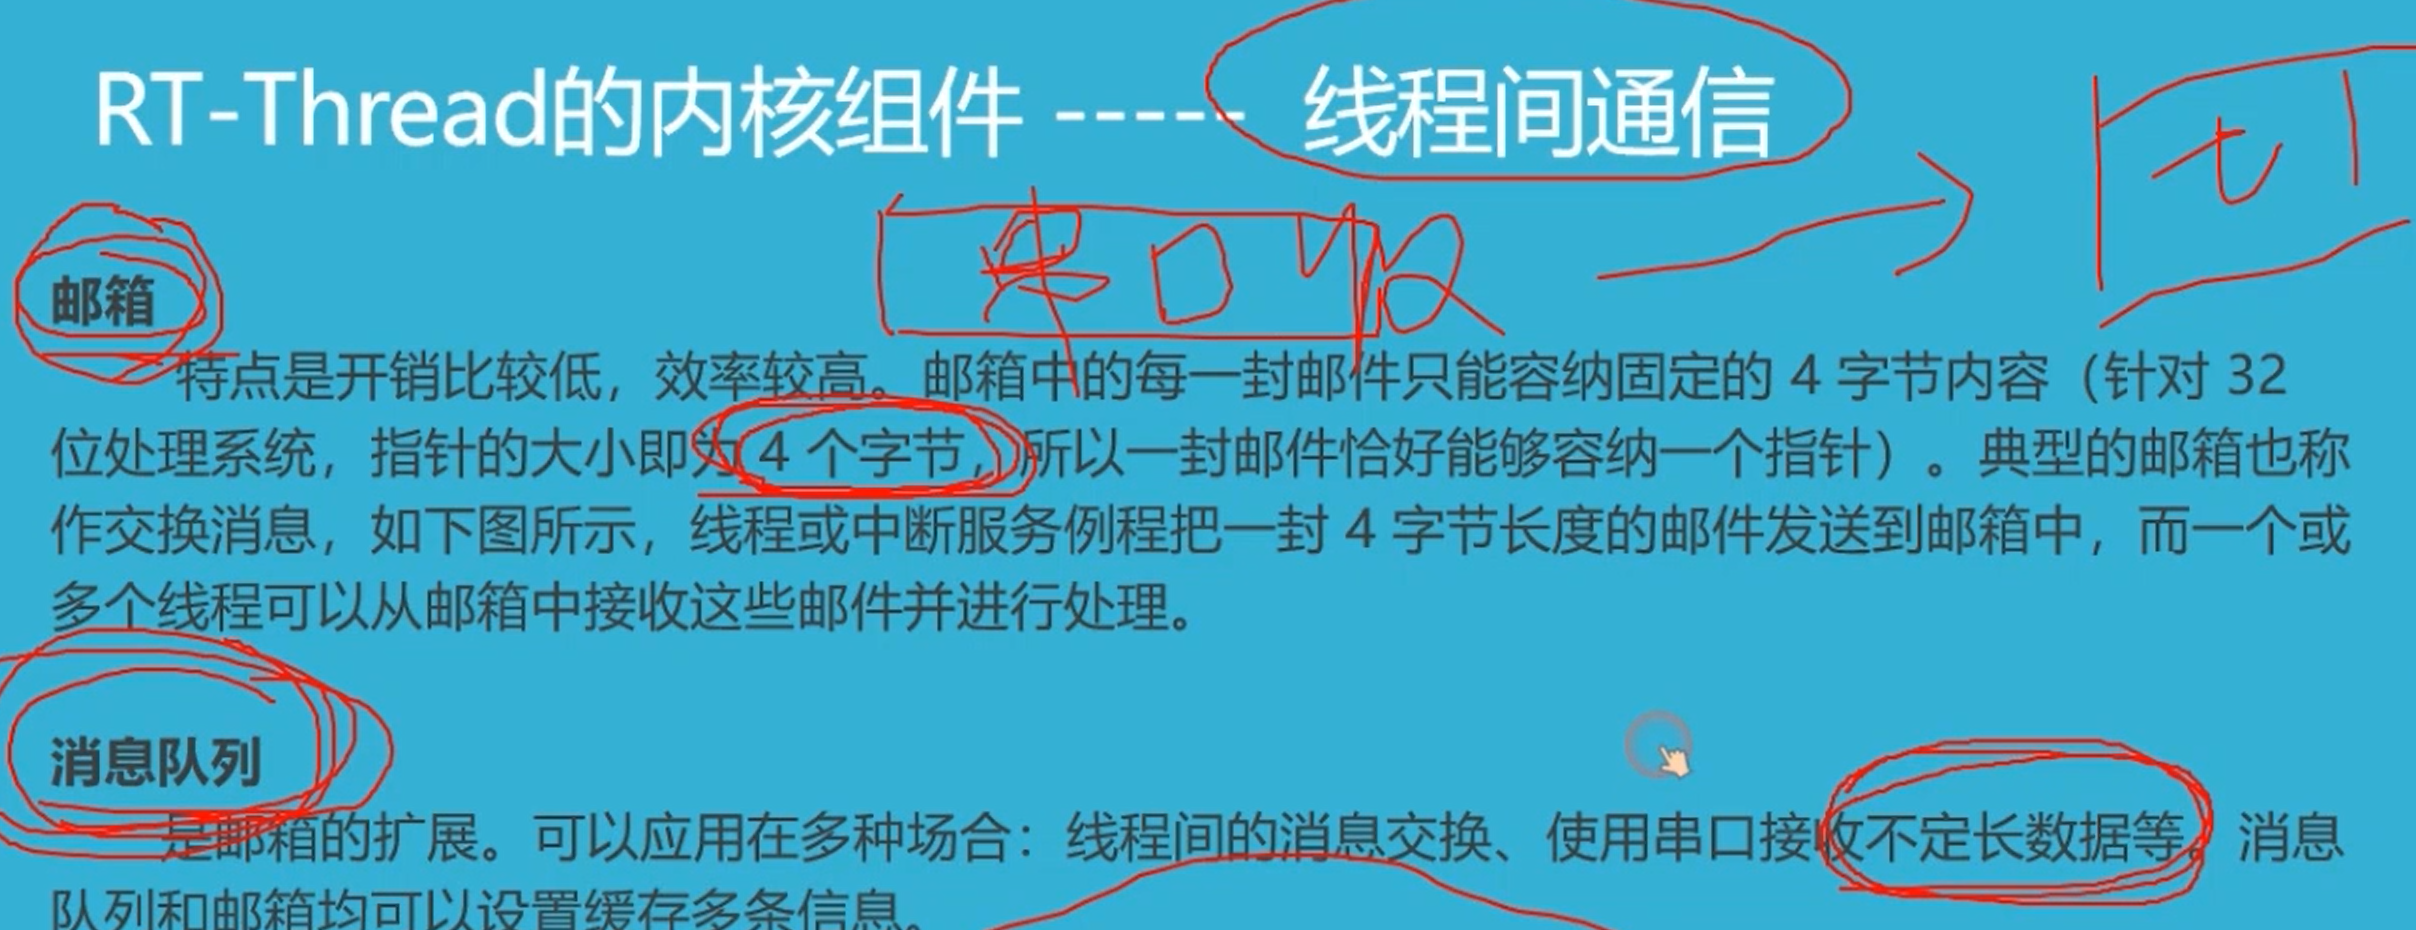 RT-Thread的内核组件 ----- 线程间通信
串口收
邮箱
特点是开销比较低，效率较高。邮箱中的每一封邮件只能容纳固定的 4 字节内容（针对 32
位处理系统，指针的大小即为 4 个字节，所以一封邮件恰好能够容纳一个指针）。典型的邮箱也称
作交换消息，如下图所示，线程或中断服务例程把一封 4 字节长度的邮件发送到邮箱中，而一个或
多个线程可以从邮箱中接收这些邮件并进行处理。
消息队列
是邮箱的扩展。可以应用在多种场合：线程间的消息交换、使用串口接收不定长数据等。消息
队列和邮箱均可以设置缓存多条信息。